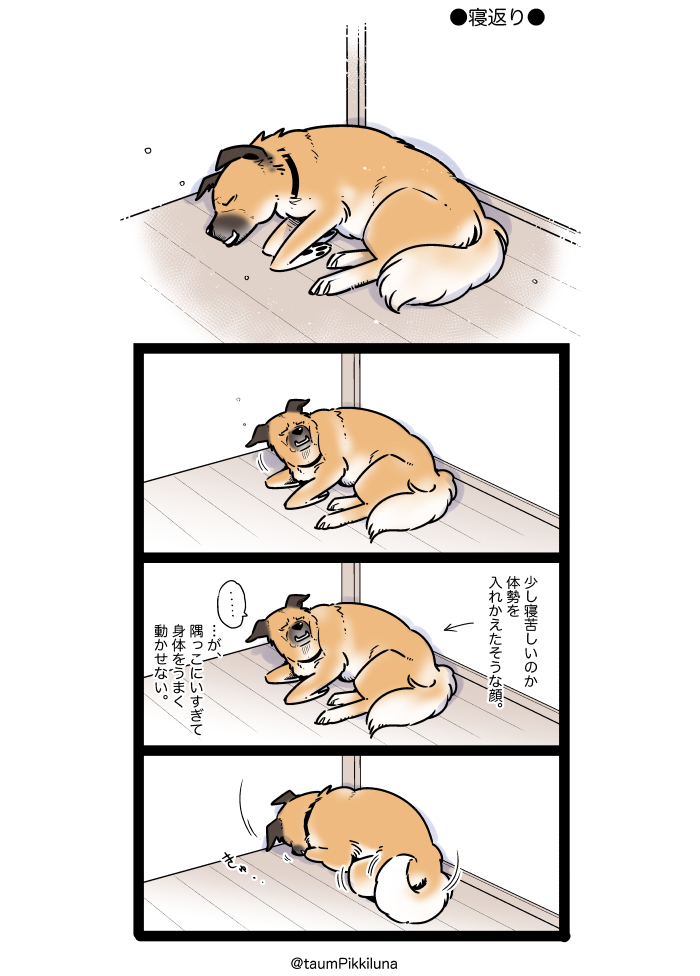 ●寝返り●
少し寝苦しいのか
体勢を
入れかえたそうな顔。
……
…が、
隅っこにいすぎて
身体をうまく
動かせない。
@taumPikkiluna